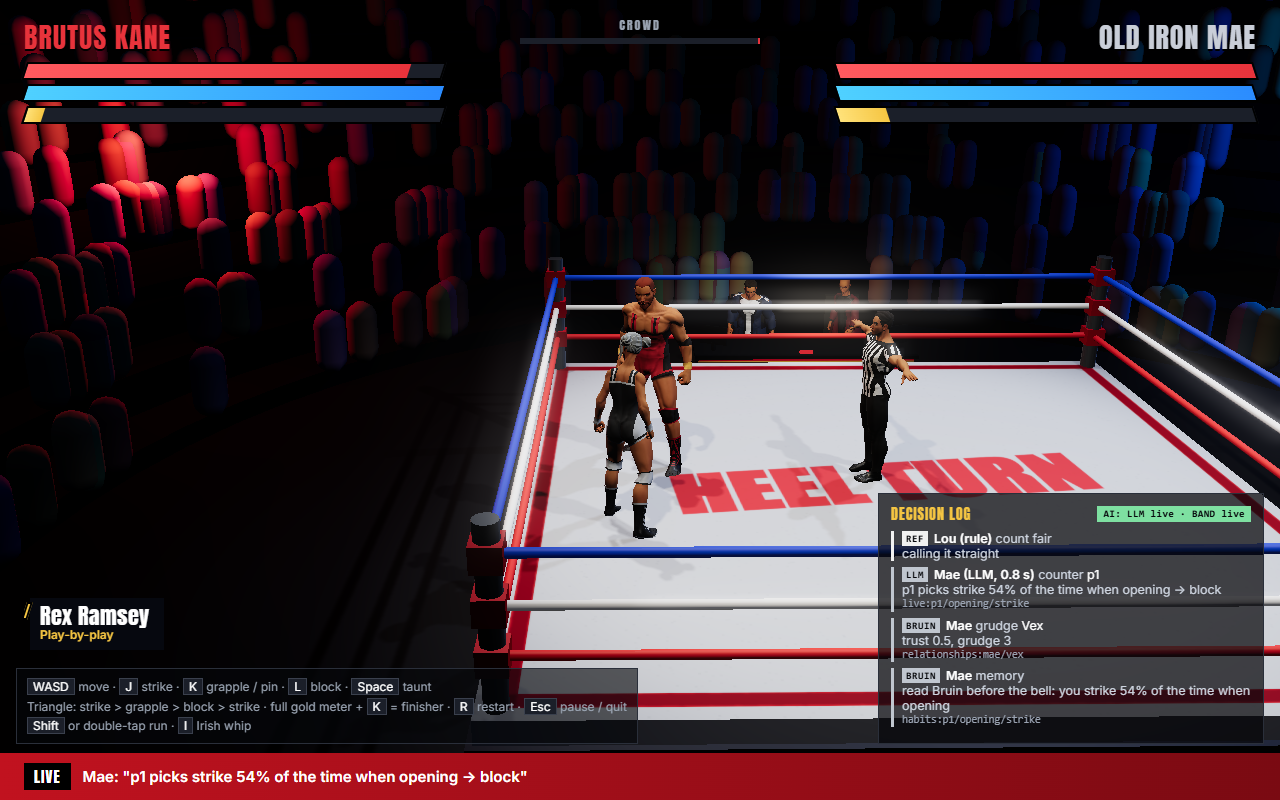 BRUTUS KANE
CROWD
OLD IRON MAE
HEEL TURN
DECISION LOG
AI: LLM live · BAND live
REF Lou (rule) count fair
calling it straight
LLM Mae (LLM, 0.8 s) counter p1
p1 picks strike 54% of the time when opening → block
live:p1/opening/strike
BRUIN Mae grudge Vex
trust 0.5, grudge 3
relationships:mae/vex
BRUIN Mae memory
read Bruin before the bell: you strike 54% of the time when
opening
habits:p1/opening/strike
Rex Ramsey
Play-by-play
WASD move · J strike · K grapple / pin · L block · Space taunt
Triangle: strike > grapple > block > strike · full gold meter + K = finisher · R restart · Esc pause / quit
Shift or double-tap run · I Irish whip
LIVE Mae: "p1 picks strike 54% of the time when opening → block"